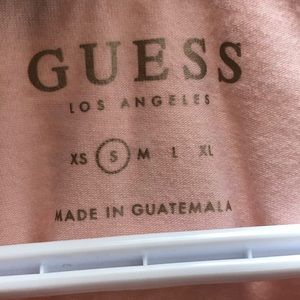 GUESS
LOS ANGELES
XS S M L XL
MADE IN GUATEMALA